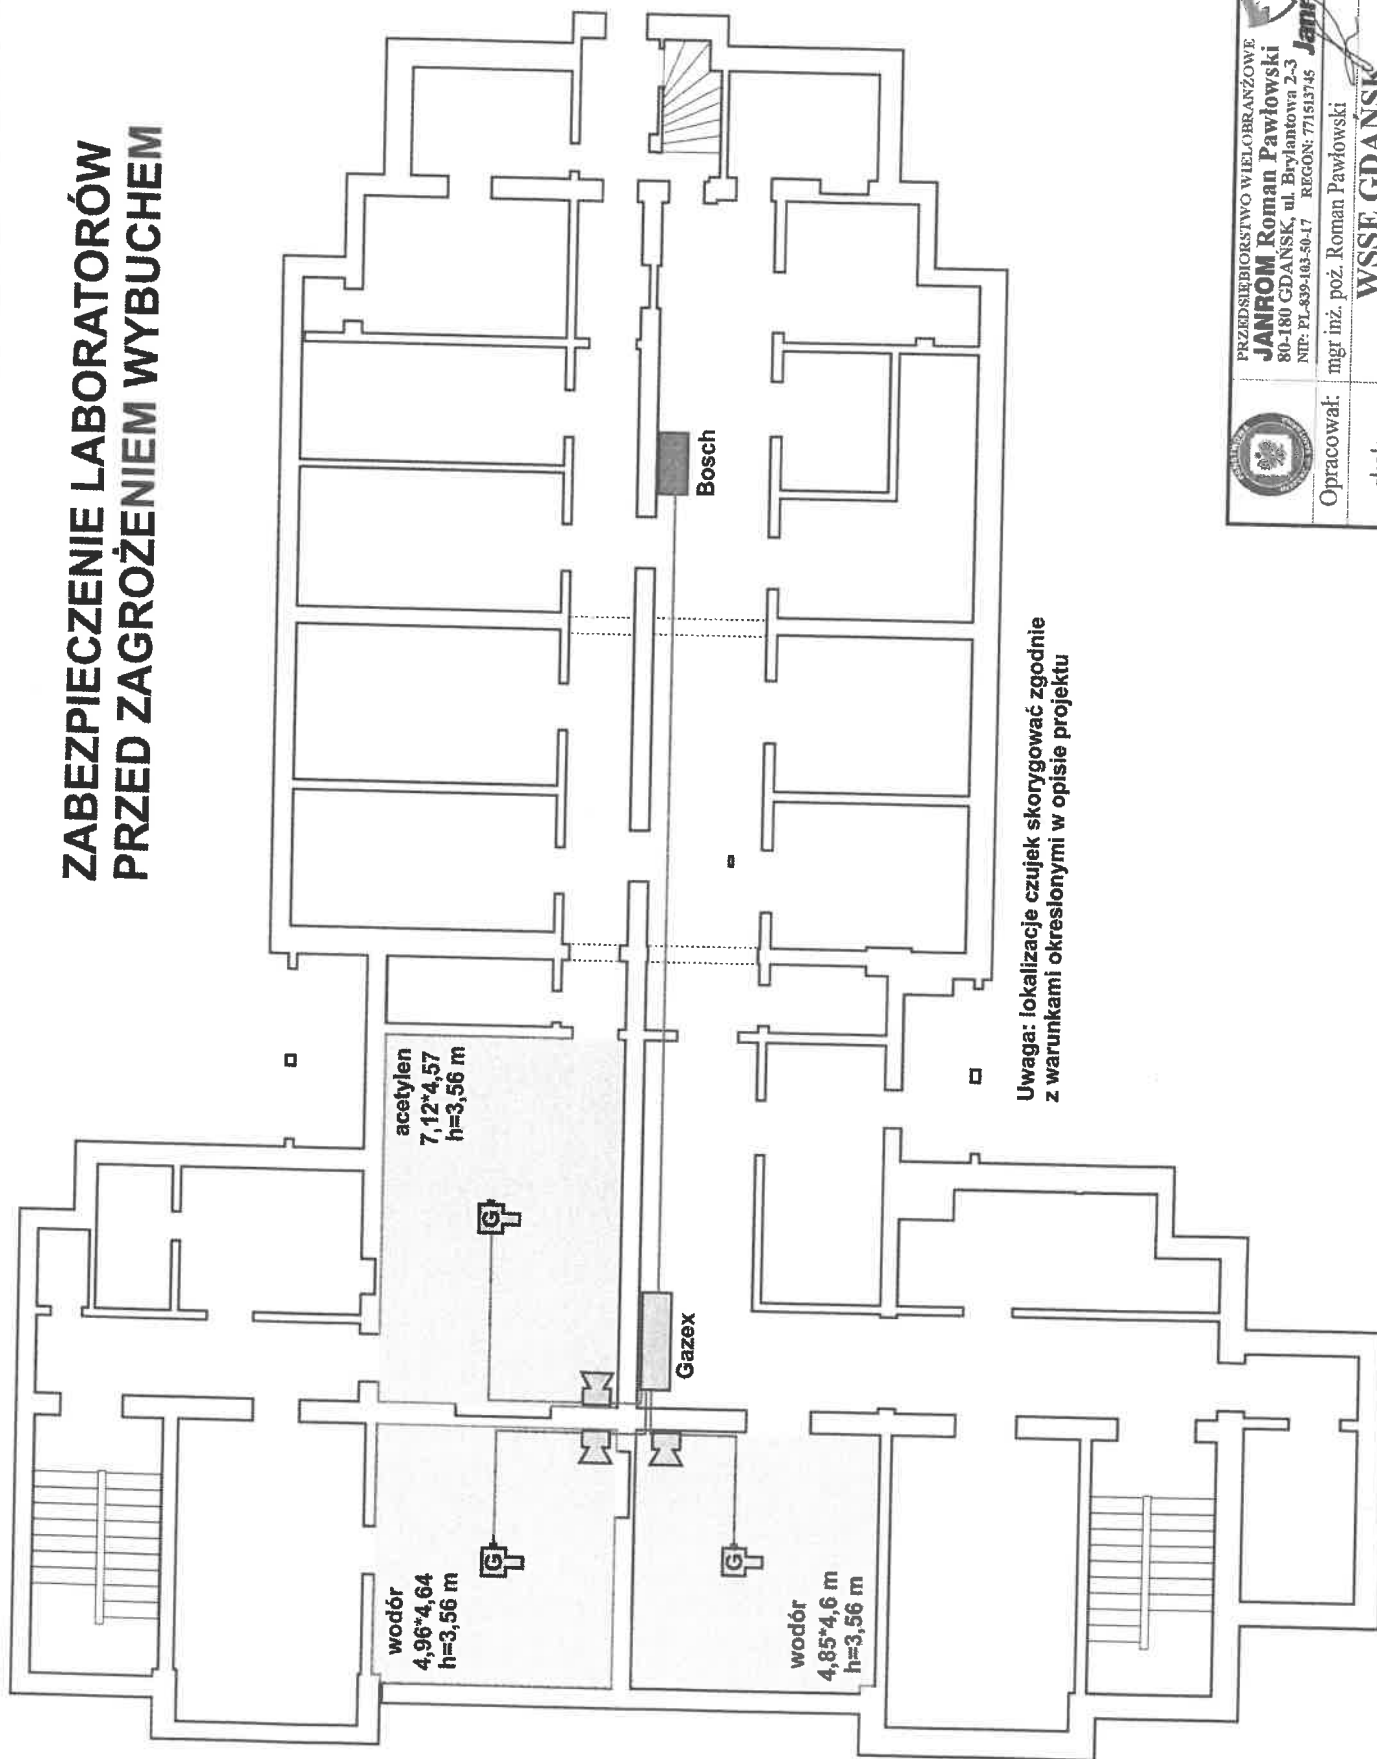 ZABEZPIECZENIE LABORATORÓW
PRZED ZAGROŻENIEM WYBUCHEM
acetylen
7,12*4,57
h=3,56 m
wodór
4,96*4,64
h=3,56 m
wodór
4,85*4,6 m
h=3,56 m
G
G
G
Gazex
Bosch
Uwaga: lokalizacje czujek skorygować zgodnie
z warunkami okreslonymi w opisie projektu
PRZEDSIĘBIORSTWO WIELOBRANŻOWE
JANROM Roman Pawłowski
80-180 GDAŃSK, ul. Brylantowa 2-3
NIP: PL-839-103-50-17 REGON: 771513745
Opracował: mgr inż. poż. Roman Pawłowski
WSSE GDAŃSK